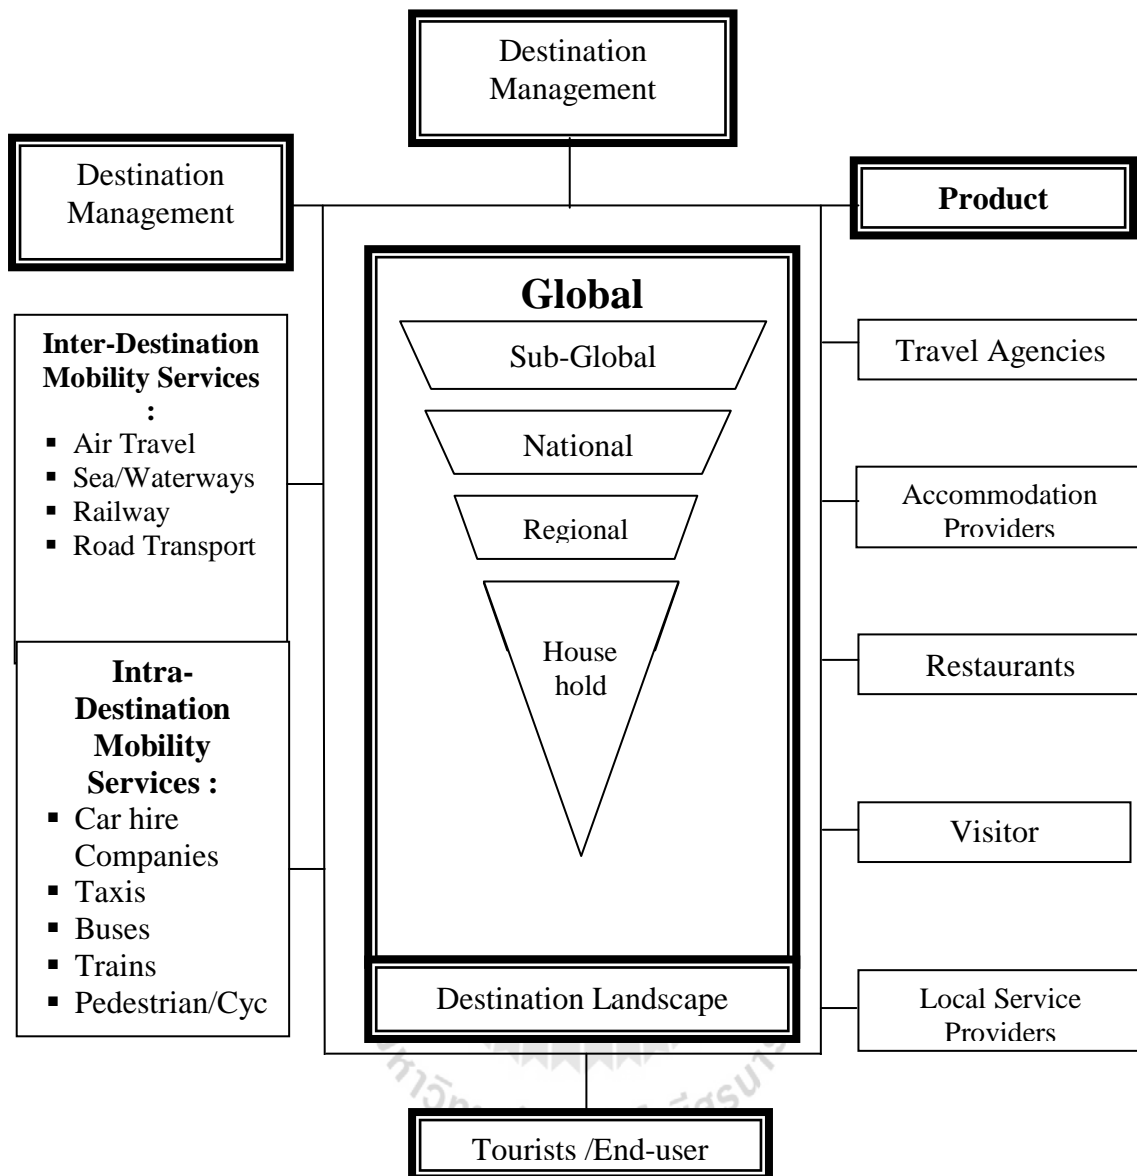 Destination
Management
Destination
Management
Product
Inter-Destination
Mobility Services
:
▪ Air Travel
▪ Sea/Waterways
▪ Railway
▪ Road Transport
Intra-
Destination
Mobility
Services :
▪ Car hire
Companies
▪ Taxis
▪ Buses
▪ Trains
▪ Pedestrian/Cyc
Global
Sub-Global
National
Regional
House
hold
Destination Landscape
Travel Agencies
Accommodation
Providers
Restaurants
Visitor
Local Service
Providers
Tourists /End-user